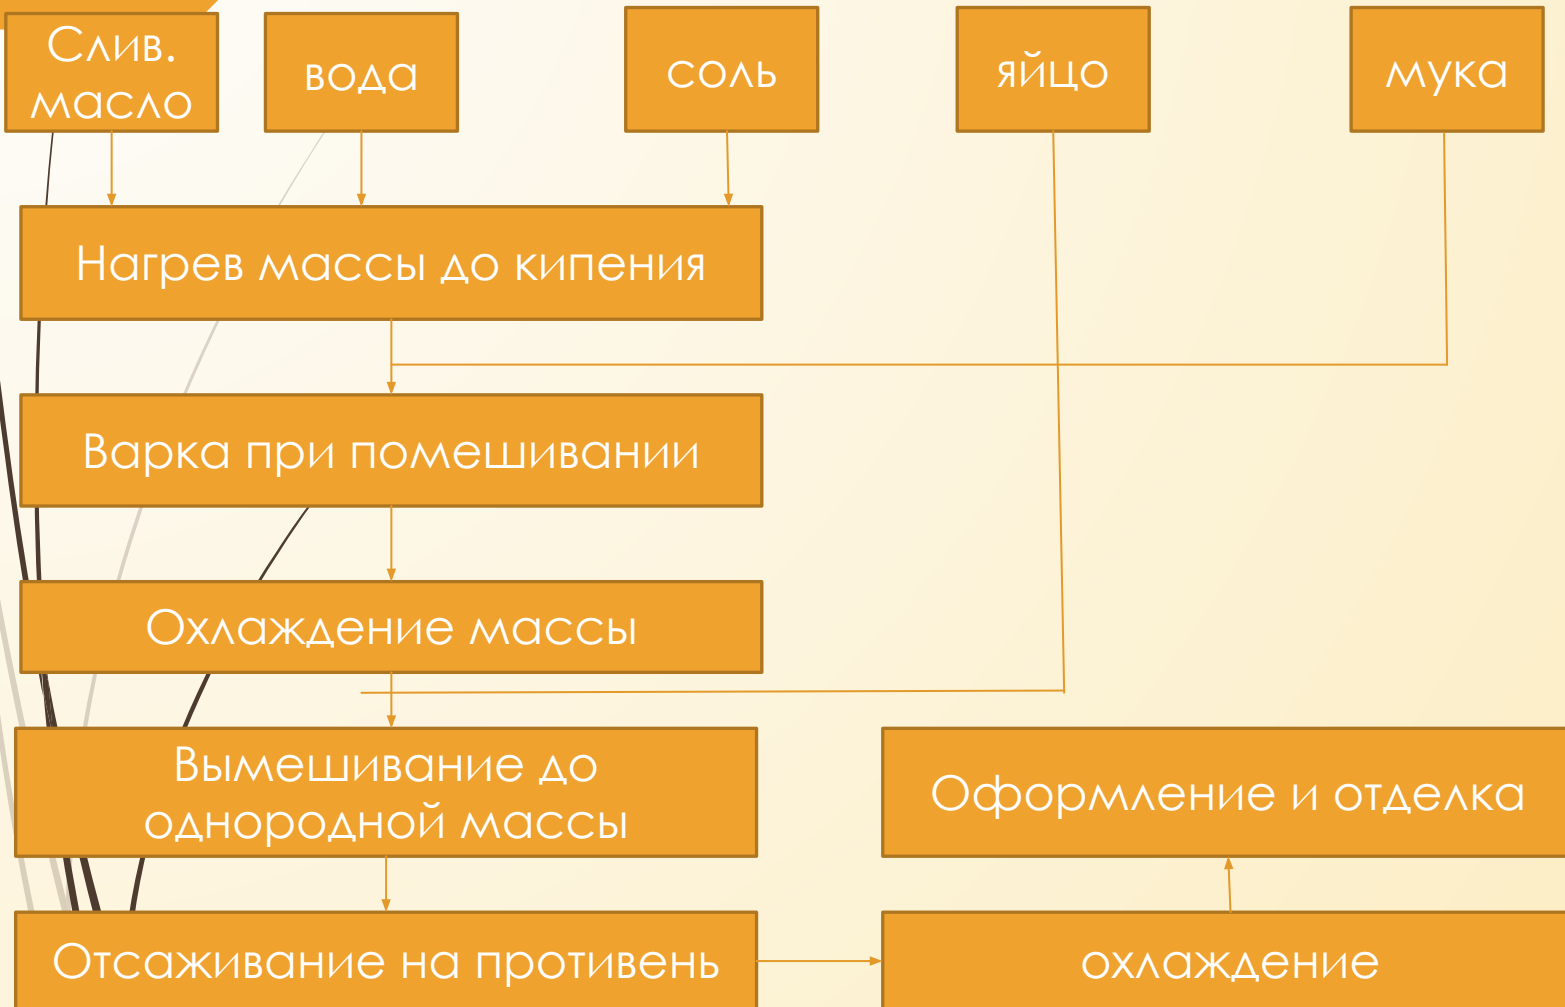 Слив.
масло
вода
соль
яйцо
мука
Нагрев массы до кипения
Варка при помешивании
Охлаждение массы
Вымешивание до
однородной массы
Оформление и отделка
Отсаживание на противень
охлаждение